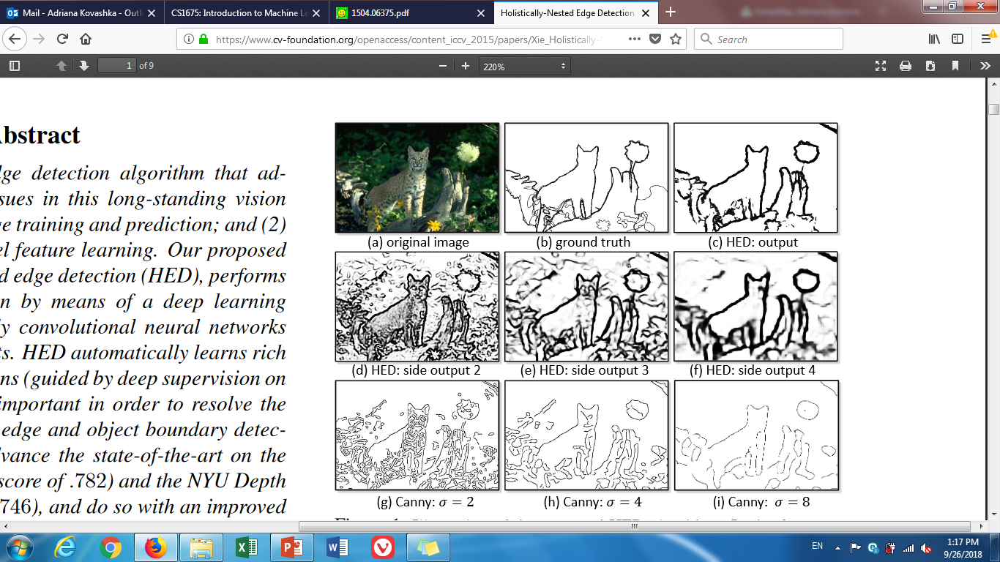 Mail - Adriana Kovashka - Outl
CS1675: Introduction to Machine Le
1504.06375.pdf
Holistically-Nested Edge Detection
https://www.cv-foundation.org/openaccess/content_iccv_2015/papers/Xie_Holistically-
Search
1 of 9
220%
Abstract
dge detection algorithm that ad-
ssues in this long-standing vision
ge training and prediction; and (2)
el feature learning. Our proposed
d edge detection (HED), performs
n by means of a deep learning
y convolutional neural networks
ts. HED automatically learns rich
ns (guided by deep supervision on
important in order to resolve the
edge and object boundary detec-
dvance the state-of-the-art on the
score of .782) and the NYU Depth
746), and do so with an improved
(a) original image
(b) ground truth
(c) HED: output
(d) HED: side output 2
(e) HED: side output 3
(f) HED: side output 4
(g) Canny: σ = 2
(h) Canny: σ = 4
(i) Canny: σ = 8
EN
1:17 PM
9/26/2018